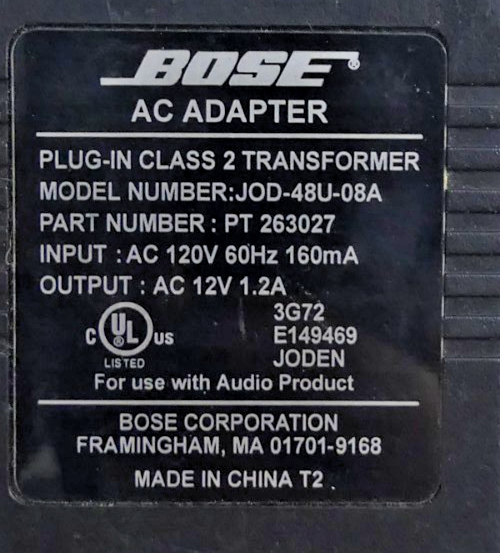 BOSE®
AC ADAPTER
PLUG-IN CLASS 2 TRANSFORMER
MODEL NUMBER:JOD-48U-08A
PART NUMBER : PT 263027
INPUT : AC 120V 60Hz 160mA
OUTPUT : AC 12V 1.2A
C UL® US
LISTED
3G72
E149469
JODEN
For use with Audio Product
BOSE CORPORATION
FRAMINGHAM, MA 01701-9168
MADE IN CHINA T2 .